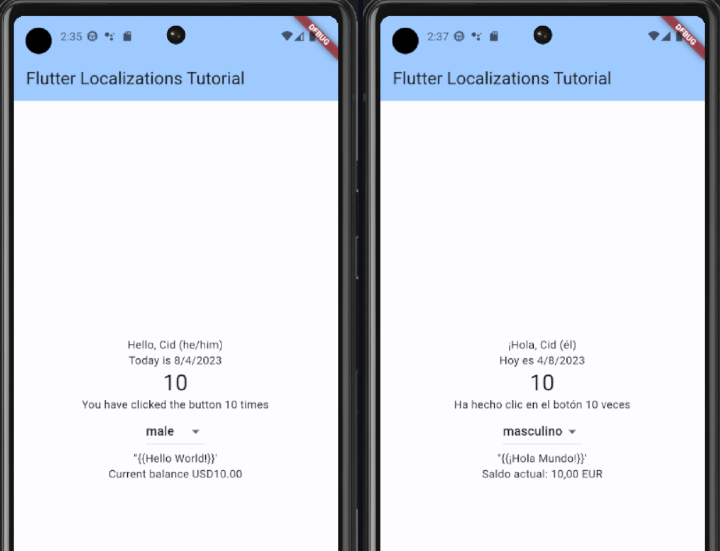 2:35
DEBUG
Flutter Localizations Tutorial
Hello, Cid (he/him)
Today is 8/4/2023
10
You have clicked the button 10 times
male
"{{Hello World!}}'
Current balance USD10.00
2:37
DEBUG
Flutter Localizations Tutorial
¡Hola, Cid (él)
Hoy es 4/8/2023
10
Ha hecho clic en el botón 10 veces
masculino
"{{¡Hola Mundo!}}'
Saldo actual: 10,00 EUR